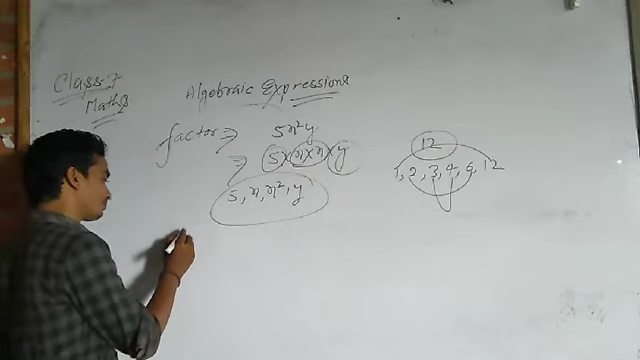 Class 7
Maths
Algebraic Expressions
factor ⇒ 5x²y
⇒ 5×x×x×y
5, x, x², y
12
1, 2, 3, 4, 6, 12